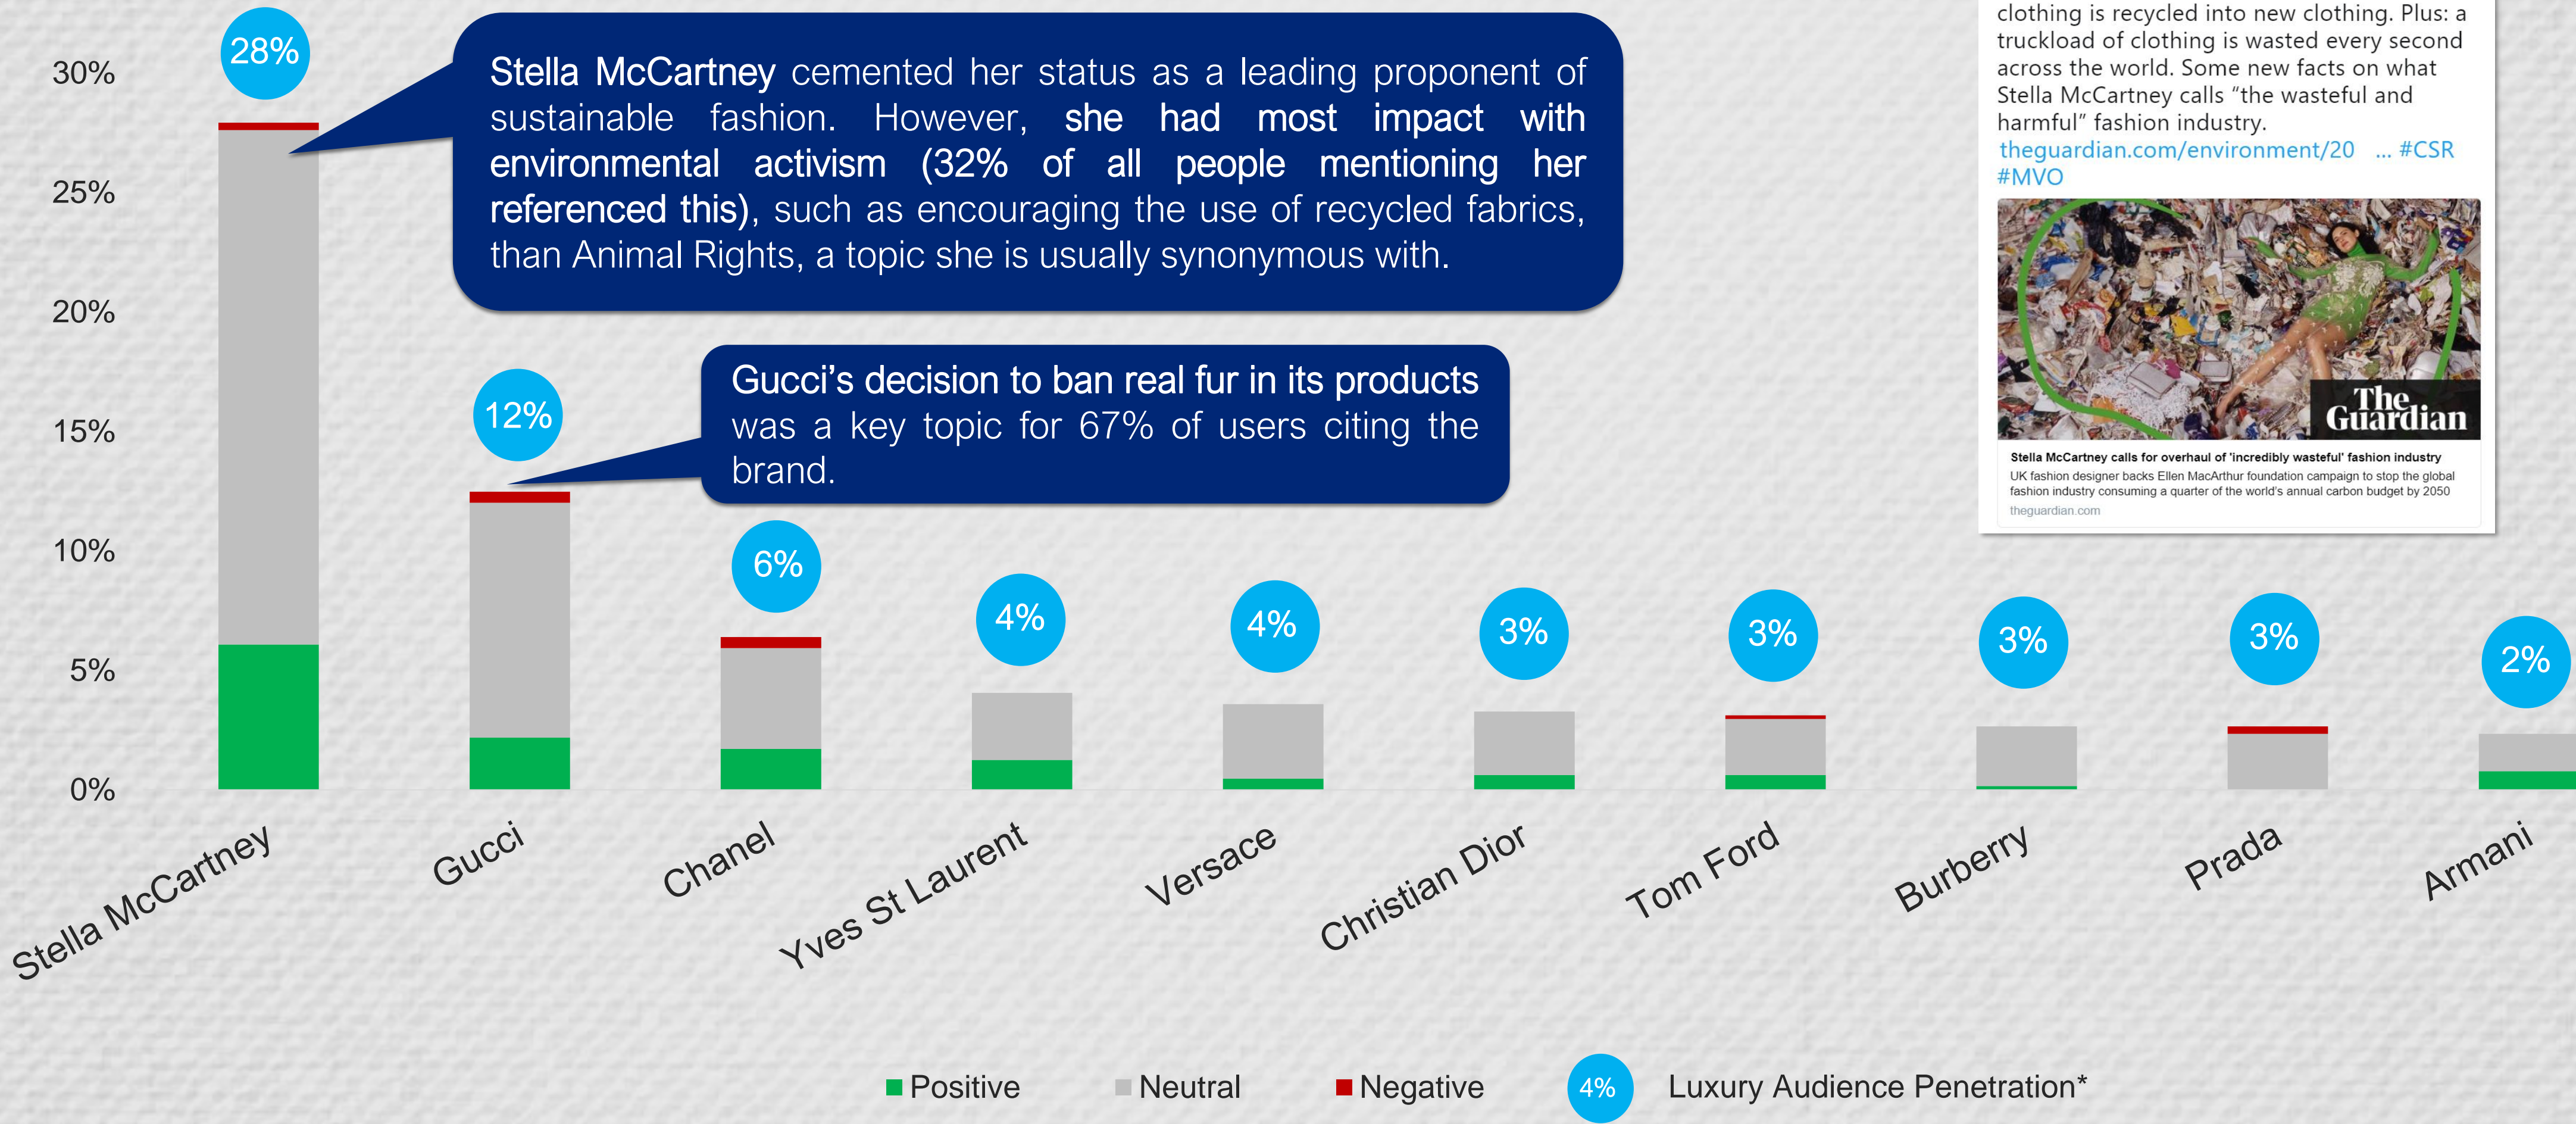 28%
30%
25%
20%
15%
10%
5%
0%
Stella McCartney cemented her status as a leading proponent of
sustainable fashion. However, she had most impact with
environmental activism (32% of all people mentioning her
referenced this), such as encouraging the use of recycled fabrics,
than Animal Rights, a topic she is usually synonymous with.
12%
Gucci's decision to ban real fur in its products
was a key topic for 67% of users citing the
brand.
6%
4%
4%
3%
3%
3%
3%
2%
clothing is recycled into new clothing. Plus: a
truckload of clothing is wasted every second
across the world. Some new facts on what
Stella McCartney calls “the wasteful and
harmful” fashion industry.
theguardian.com/environment/20 ... #CSR
#MVO
The
Guardian
Stella McCartney calls for overhaul of 'incredibly wasteful' fashion industry
UK fashion designer backs Ellen MacArthur foundation campaign to stop the global
fashion industry consuming a quarter of the world's annual carbon budget by 2050
theguardian.com
Stella McCartney
Gucci
Chanel
Yves St Laurent
Versace
Christian Dior
Tom Ford
Burberry
Prada
Armani
Positive
Neutral
Negative
4%
Luxury Audience Penetration*